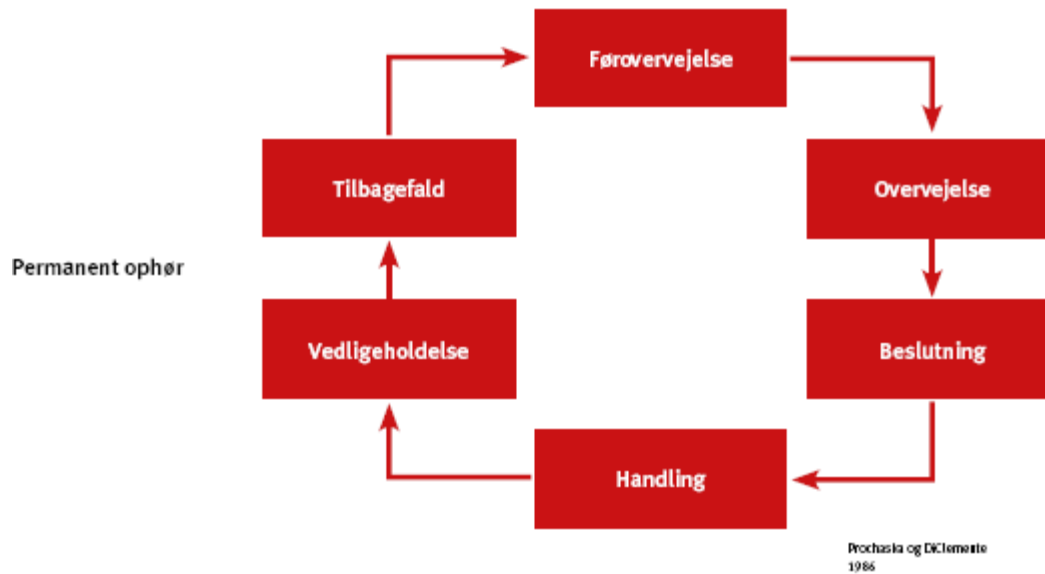 Førovervejelse
Tilbagefald
Overvejelse
Permanent ophør
Vedligeholdelse
Beslutning
Handling
Prochaska og DiClemente
1986